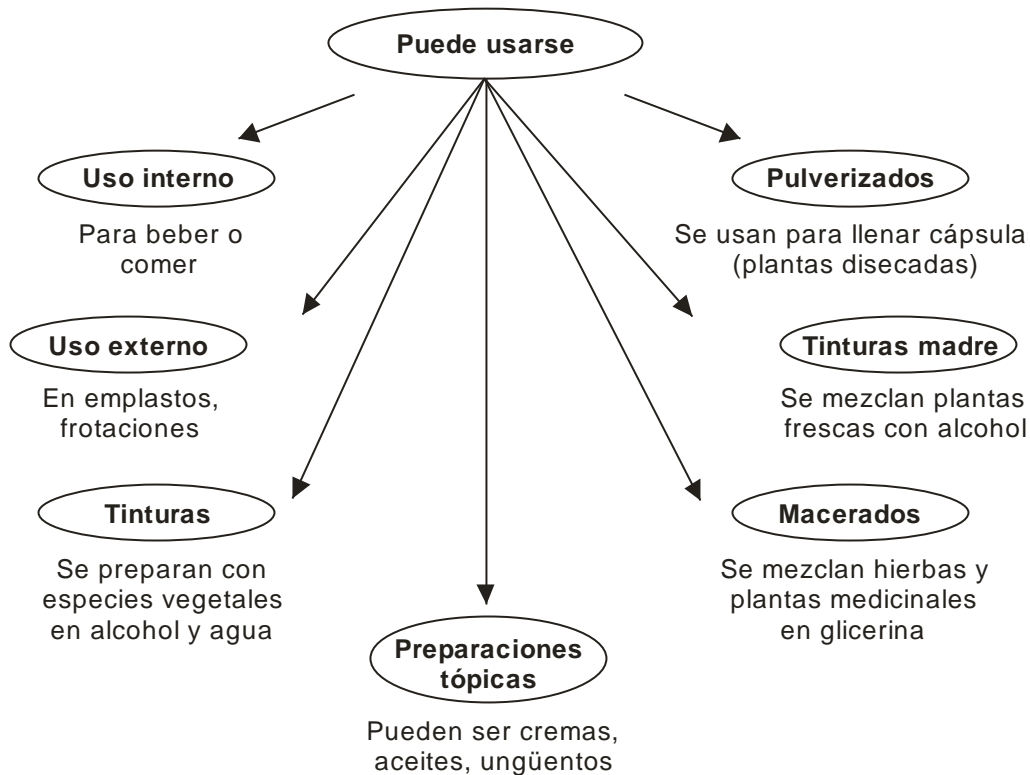 Puede usarse
Uso interno
Para beber o
comer
Uso externo
En emplastos,
frotaciones
Tinturas
Se preparan con
especies vegetales
en alcohol y agua
Preparaciones
tópicas
Pueden ser cremas,
aceites, ungüentos
Pulverizados
Se usan para llenar cápsula
(plantas disecadas)
Tinturas madre
Se mezclan plantas
frescas con alcohol
Macerados
Se mezclan hierbas y
plantas medicinales
en glicerina